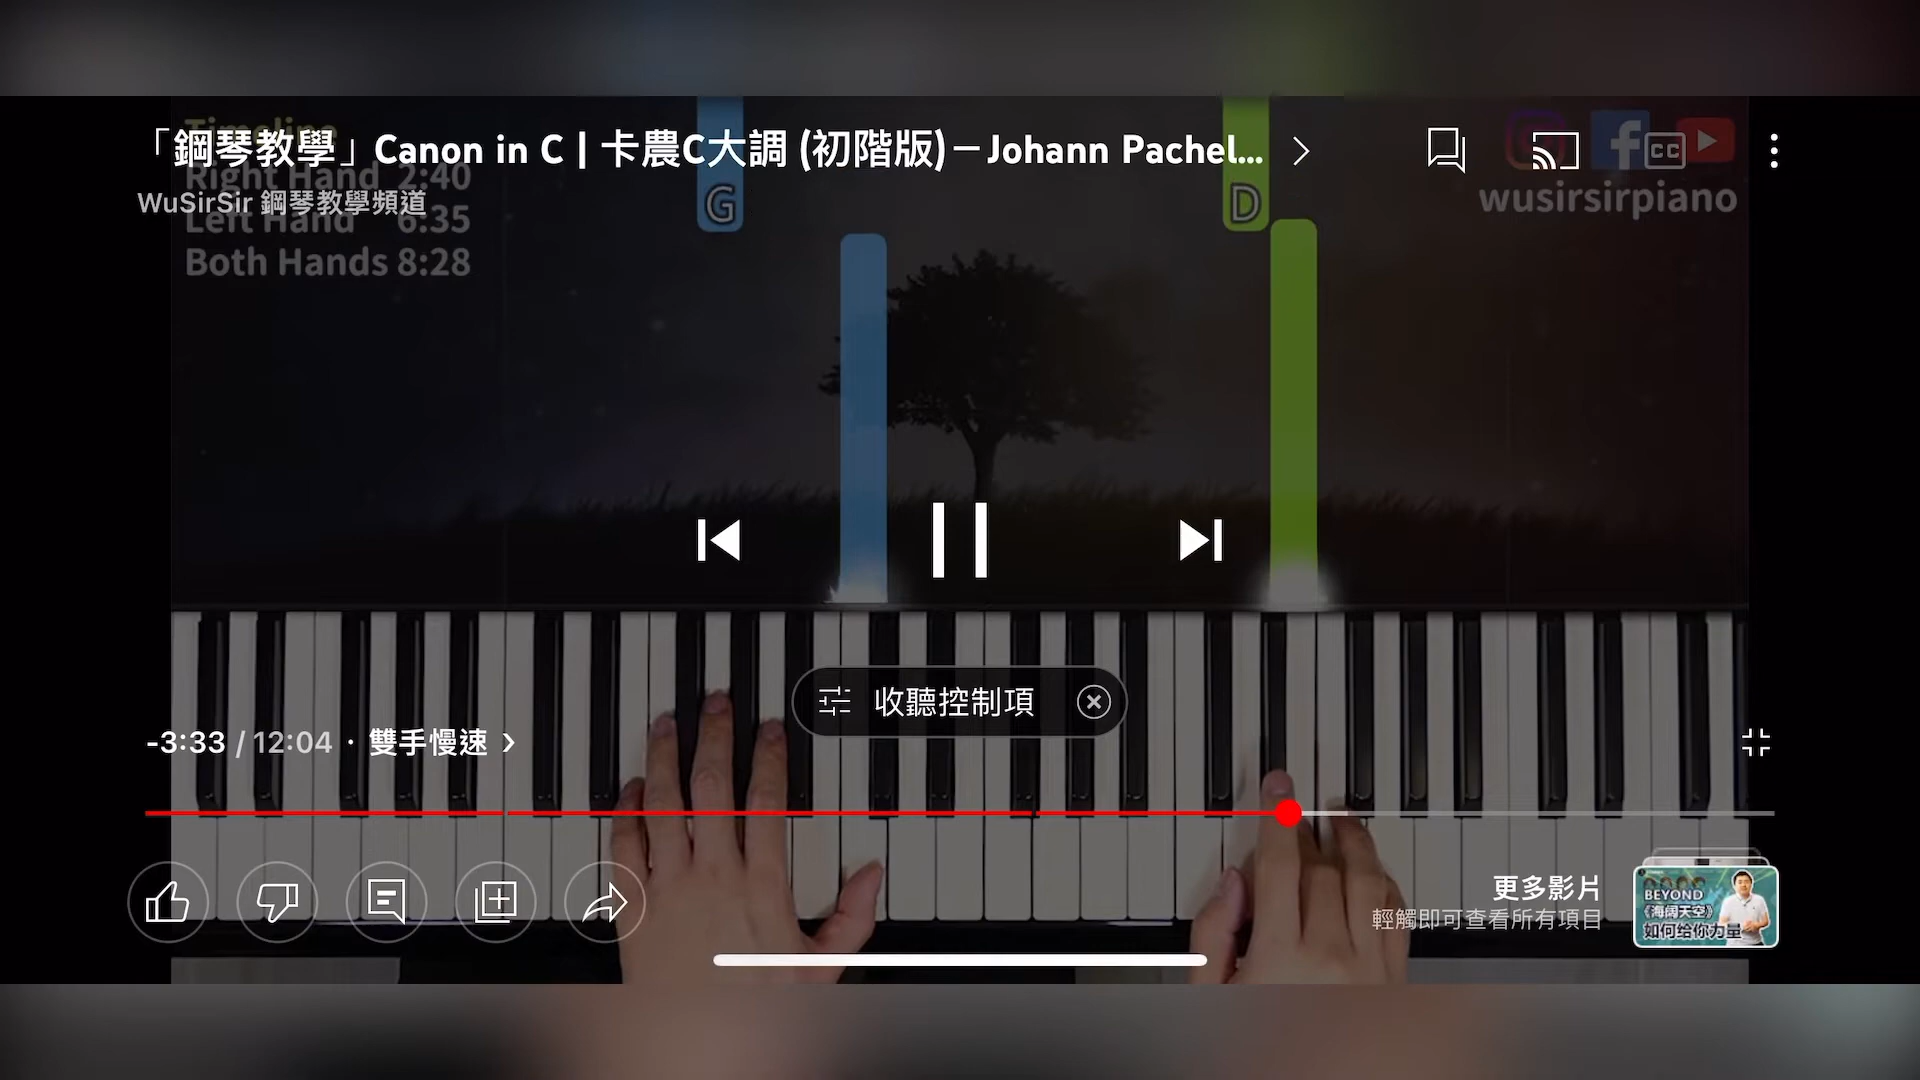 「鋼琴教學」Canon in C | 卡農C大調 (初階版)－Johann Pachel...
WuSirSir 鋼琴教學頻道
Timeline
Right Hand 2:40
Left Hand 6:35
Both Hands 8:28
G
D
CC
wusirsirpiano
收聽控制項
-3:33 / 12:04 · 雙手慢速
更多影片
輕觸即可查看所有項目
BEYOND
《海阔天空》
如何给你力量